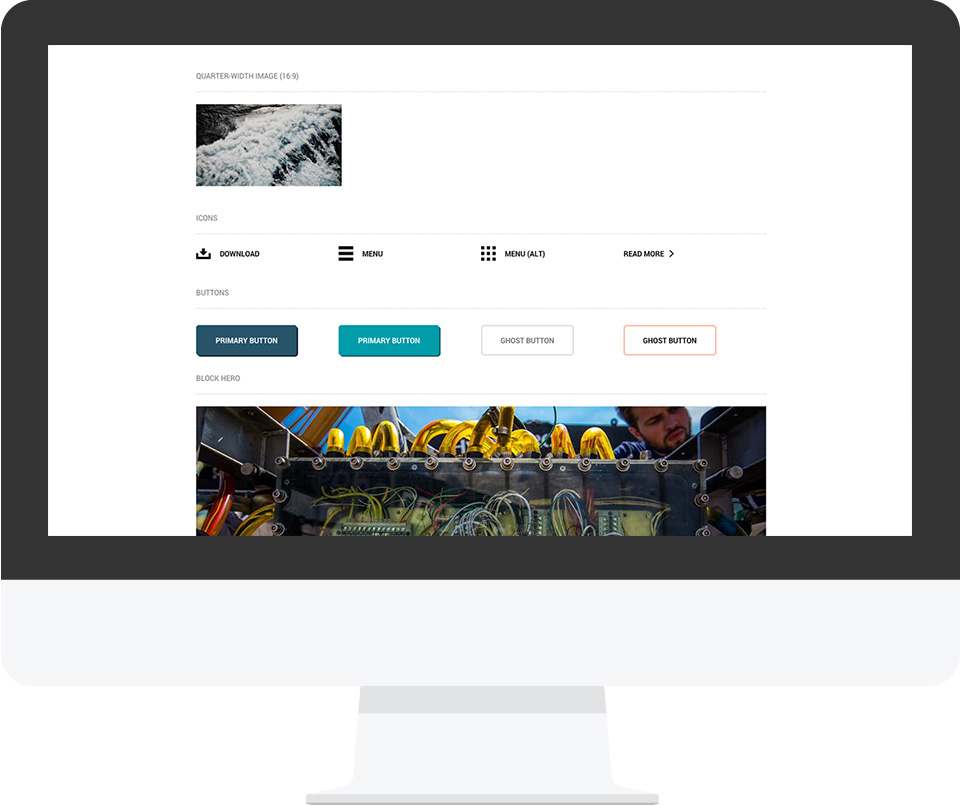 QUARTER-WIDTH IMAGE (16:9)
ICONS
DOWNLOAD MENU MENU (ALT) READ MORE
BUTTONS
PRIMARY BUTTON PRIMARY BUTTON GHOST BUTTON GHOST BUTTON
BLOCK HERO